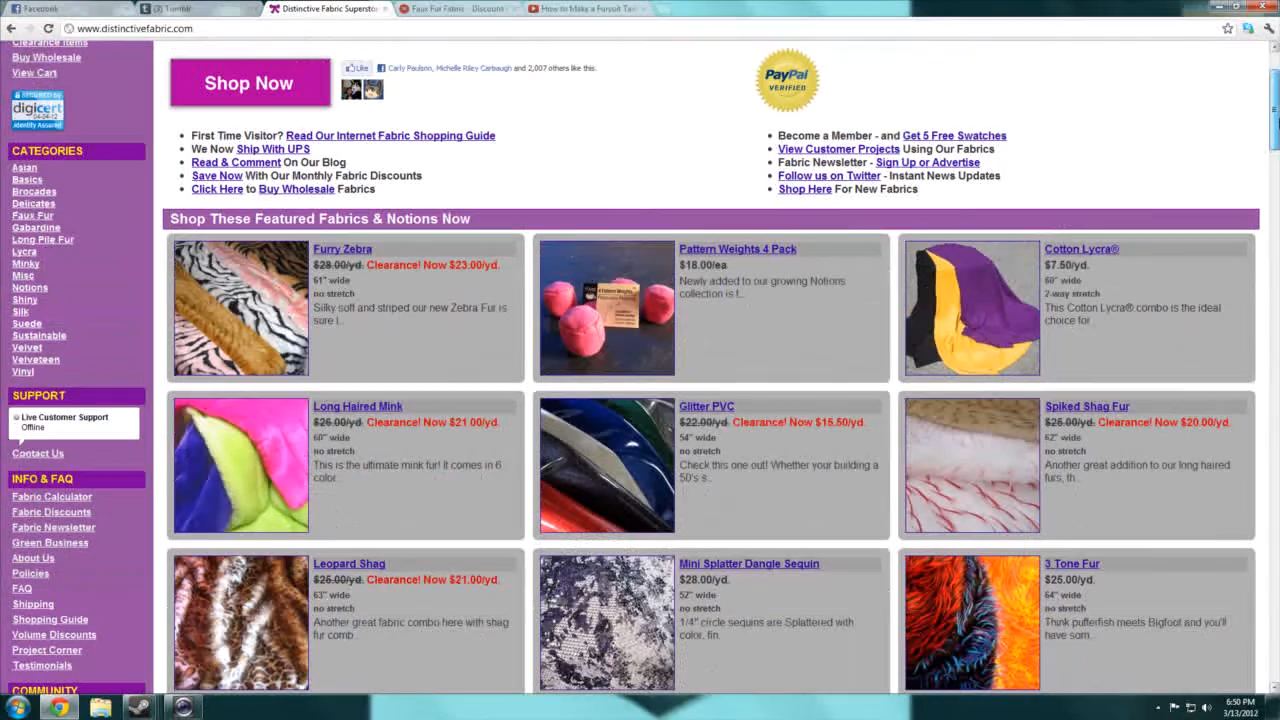 Facebook
Tumblr
Distinctive Fabric Supersto
Faux Fur Fabric - Discount
How to Make a Fursuit Tai
www.distinctivefabric.com
Clearance Items
Buy Wholesale
View Cart
SECURED BY
digicert
04-04-12
Identity Assured
CATEGORIES
Asian
Basics
Brocades
Delicates
Faux Fur
Gabardine
Long Pile Fur
Lycra
Minky
Misc
Notions
Shiny
Silk
Suede
Sustainable
Velvet
Velveteen
Vinyl
SUPPORT
Live Customer Support
Offline
Contact Us
INFO & FAQ
Fabric Calculator
Fabric Discounts
Fabric Newsletter
Green Business
About Us
Policies
FAQ
Shipping
Shopping Guide
Volume Discounts
Project Corner
Testimonials
COMMUNITY
Shop Now
Like
Carly Paulson, Michelle Riley Carbaugh and 2,007 others like this.
PayPal
VERIFIED
First Time Visitor? Read Our Internet Fabric Shopping Guide
We Now Ship With UPS
Read & Comment On Our Blog
Save Now With Our Monthly Fabric Discounts
Click Here to Buy Wholesale Fabrics
Become a Member - and Get 5 Free Swatches
View Customer Projects Using Our Fabrics
Fabric Newsletter - Sign Up or Advertise
Follow us on Twitter - Instant News Updates
Shop Here For New Fabrics
Shop These Featured Fabrics & Notions Now
Furry Zebra
$28.00/yd. Clearance! Now $23.00/yd.
61" wide
no stretch
Silky soft and striped our new Zebra Fur is
sure t..
Pattern Weights 4 Pack
$18.00/ea.
Newly added to our growing Notions
collection is t...
Cotton Lycra®
$7.50/yd.
60" wide
2-way stretch
This Cotton Lycra® combo is the ideal
choice for ..
Long Haired Mink
$26.00/yd. Clearance! Now $21.00/yd.
60" wide
no stretch
This is the ultimate mink fur! It comes in 6
color..
Glitter PVC
$22.00/yd. Clearance! Now $15.50/yd.
54" wide
no stretch
Check this one out! Whether your building a
50's s..
Spiked Shag Fur
$25.00/yd. Clearance! Now $20.00/yd.
62" wide
no stretch
Another great addition to our long haired
furs, th...
Leopard Shag
$25.00/yd. Clearance! Now $21.00/yd.
63" wide
no stretch
Another great fabric combo here with shag
fur comb..
Mini Splatter Dangle Sequin
$28.00/yd.
52" wide
no stretch
1/4" circle sequins are Splattered with
color, fin..
3 Tone Fur
$25.00/yd.
64" wide
no stretch
Think pufferfish meets Bigfoot and you'll
have som..
6:50 PM
3/13/2012